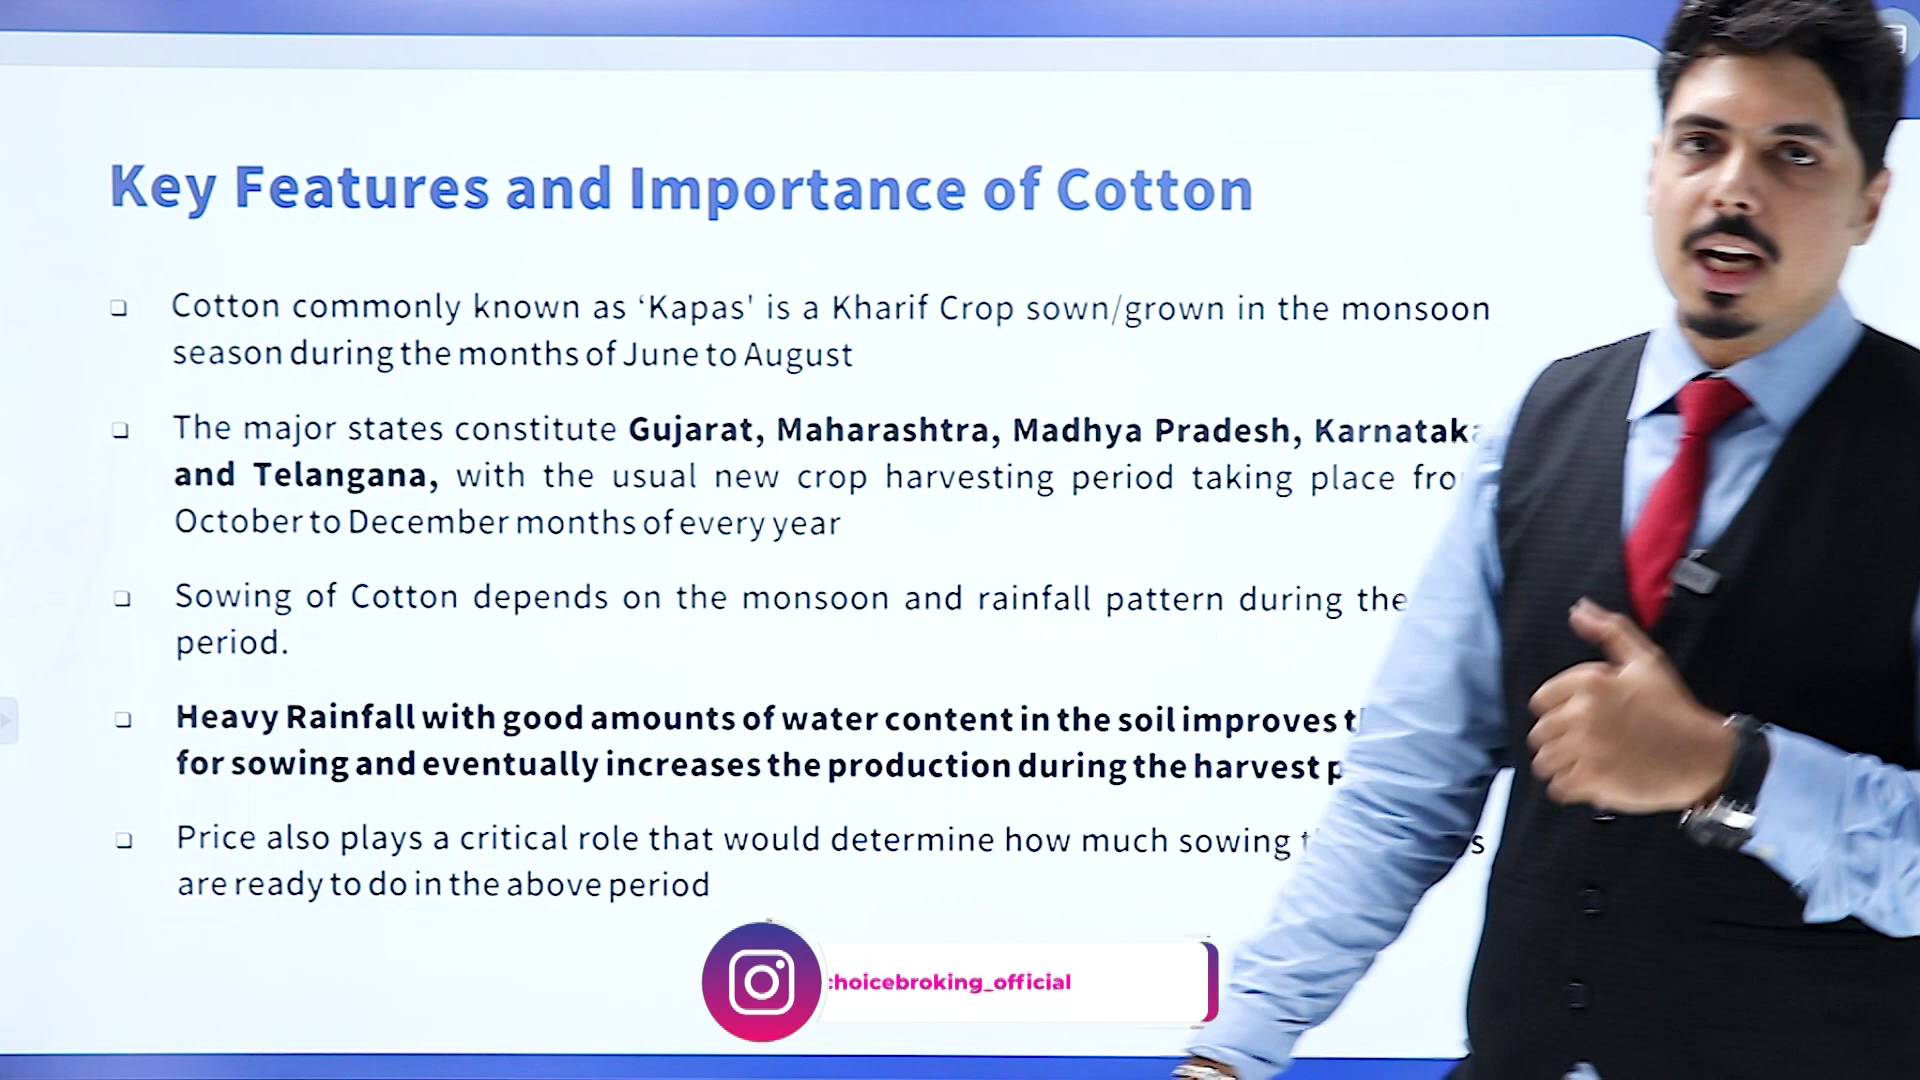 Key Features and Importance of Cotton
Cotton commonly known as ‘Kapas' is a Kharif Crop sown/grown in the monsoon
season during the months of June to August
The major states constitute Gujarat, Maharashtra, Madhya Pradesh, Karnataka
and Telangana, with the usual new crop harvesting period taking place from
October to December months of every year
Sowing of Cotton depends on the monsoon and rainfall pattern during the
period.
Heavy Rainfall with good amounts of water content in the soil improves
for sowing and eventually increases the production during the harvest
Price also plays a critical role that would determine how much sowing
are ready to do in the above period
choicebroking_official